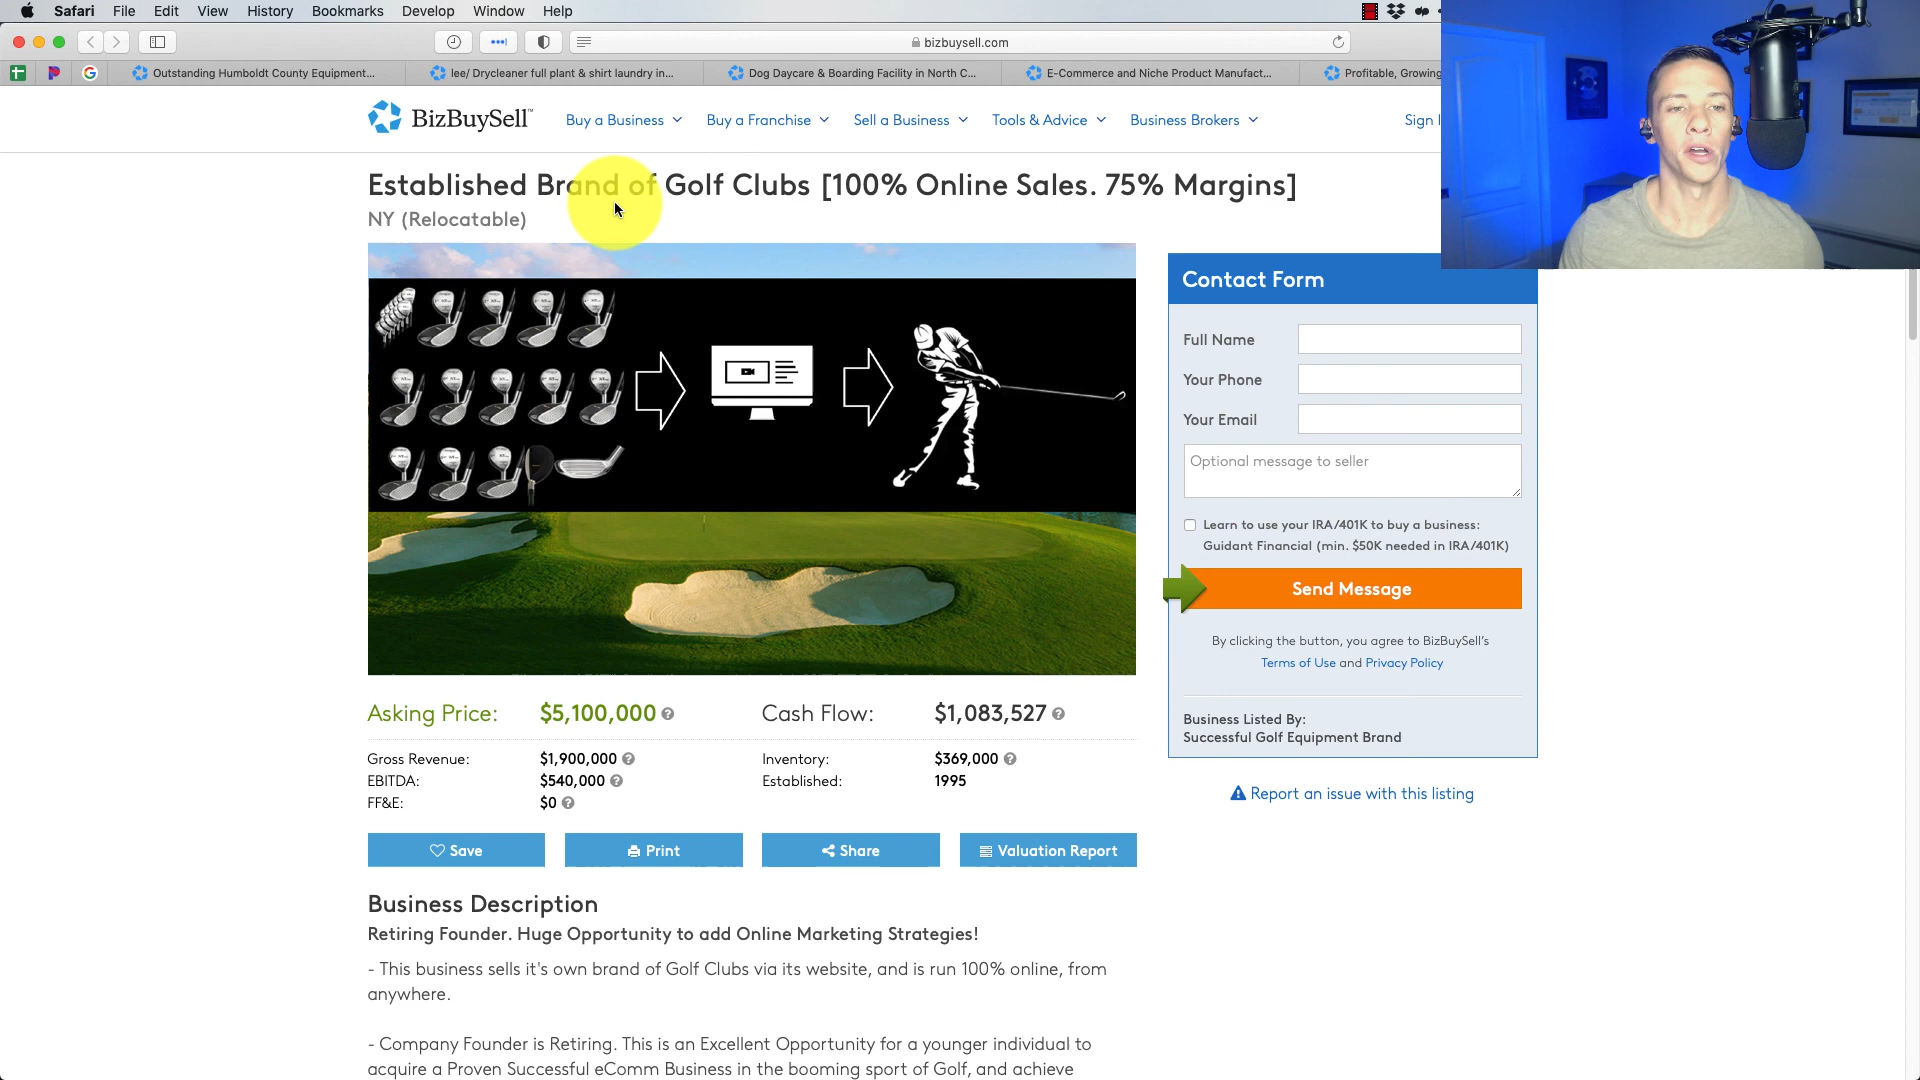 Safari File Edit View History Bookmarks Develop Window Help
bizbuysell.com
Outstanding Humboldt County Equipment...
lee/ Drycleaner full plant & shirt laundry in...
Dog Daycare & Boarding Facility in North C...
E-Commerce and Niche Product Manufact...
Profitable, Growing
BizBuySell™
Buy a Business
Buy a Franchise
Sell a Business
Tools & Advice
Business Brokers
Sign I
Established Brand of Golf Clubs [100% Online Sales. 75% Margins]
NY (Relocatable)
Contact Form
Full Name
Your Phone
Your Email
Optional message to seller
Learn to use your IRA/401K to buy a business:
Guidant Financial (min. $50K needed in IRA/401K)
Send Message
By clicking the button, you agree to BizBuySell's
Terms of Use and Privacy Policy
Business Listed By:
Successful Golf Equipment Brand
Report an issue with this listing
Asking Price: $5,100,000
Cash Flow: $1,083,527
Gross Revenue: $1,900,000
EBITDA: $540,000
FF&E: $0
Inventory: $369,000
Established: 1995
Save
Print
Share
Valuation Report
Business Description
Retiring Founder. Huge Opportunity to add Online Marketing Strategies!
- This business sells it's own brand of Golf Clubs via its website, and is run 100% online, from
anywhere.
- Company Founder is Retiring. This is an Excellent Opportunity for a younger individual to
acquire a Proven Successful eComm Business in the booming sport of Golf, and achieve